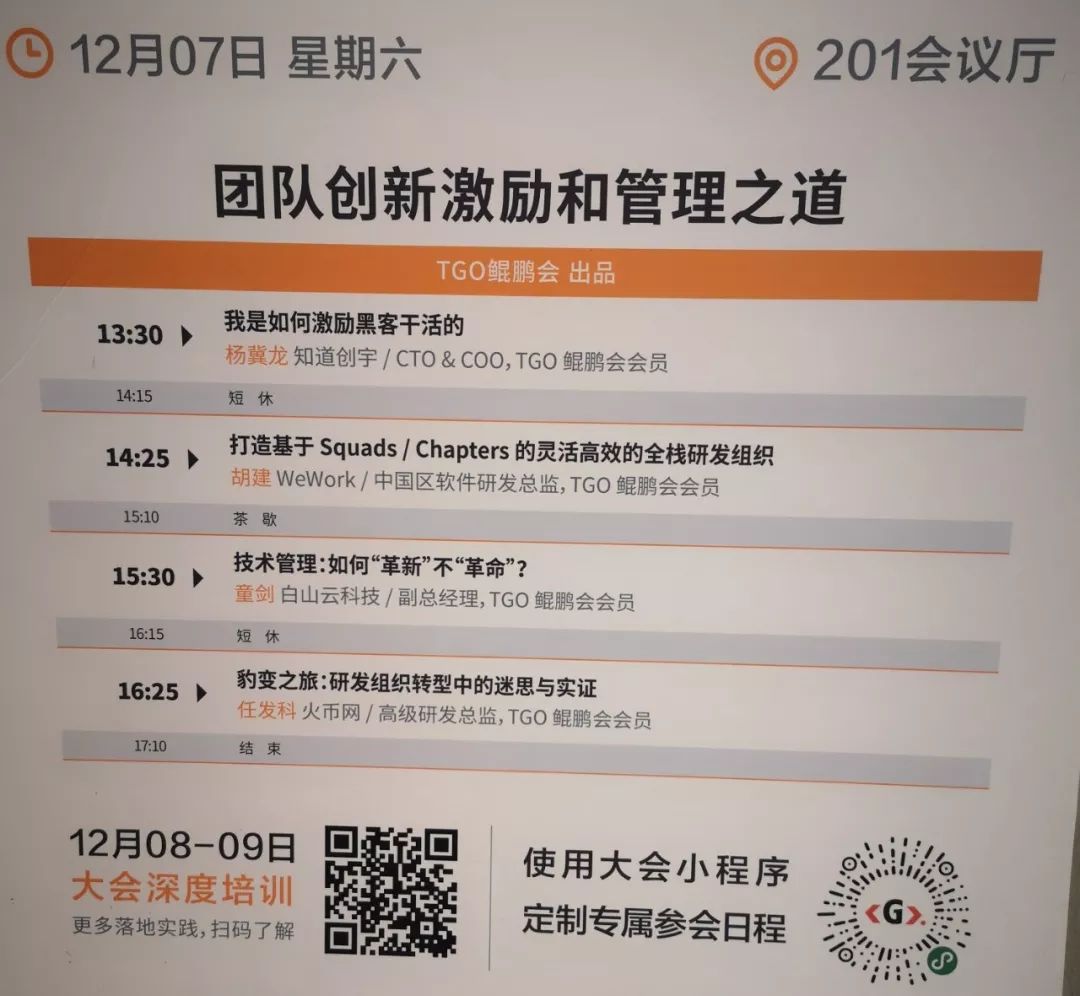 12月07日 星期六
201会议厅
团队创新激励和管理之道
TGO鲲鹏会 出品
13:30
我是如何激励黑客干活的
杨冀龙 知道创宇 / CTO & COO, TGO 鲲鹏会会员
14:15 短 休
14:25
打造基于 Squads / Chapters 的灵活高效的全栈研发组织
胡建 WeWork / 中国区软件研发总监, TGO 鲲鹏会会员
15:10 茶 歇
15:30
技术管理:如何“革新”不“革命”?
童剑 白山云科技 / 副总经理, TGO 鲲鹏会会员
16:15 短 休
16:25
豹变之旅:研发组织转型中的迷思与实证
任发科 火币网 / 高级研发总监, TGO 鲲鹏会会员
17:10 结 束
12月08-09日
大会深度培训
更多落地实践, 扫码了解
使用大会小程序
定制专属参会日程
<G>